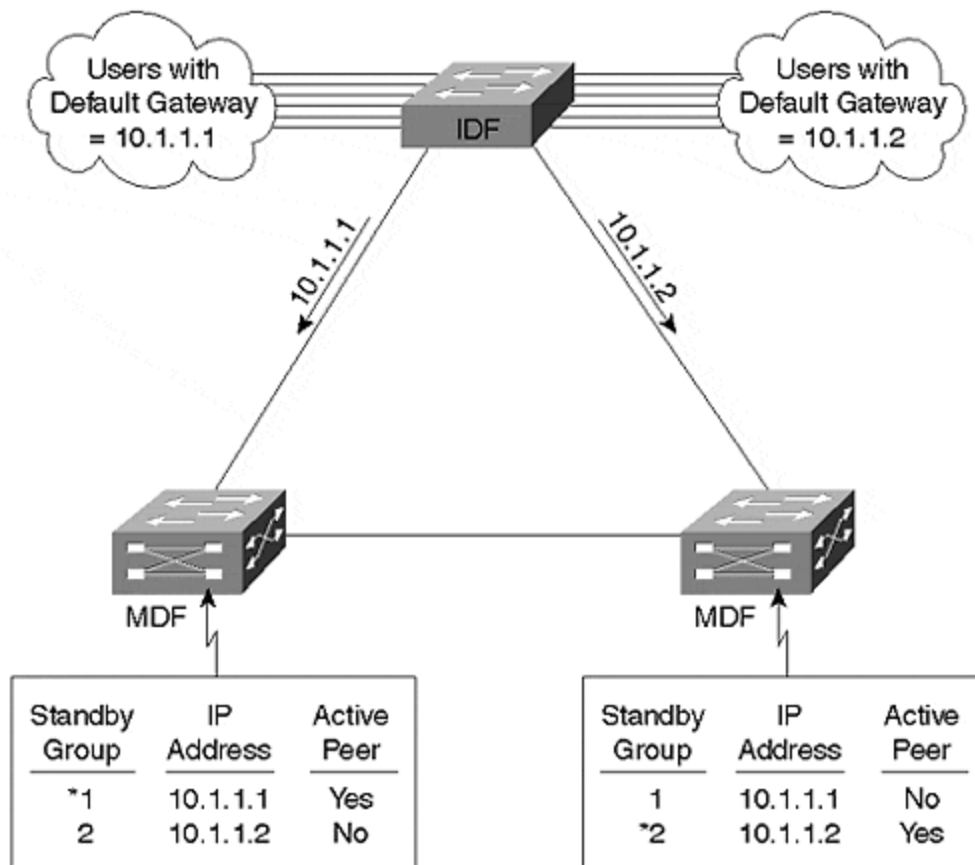 Users with
Default Gateway
= 10.1.1.1
IDF
Users with
Default Gateway
= 10.1.1.2
10.1.1.1
10.1.1.2
MDF
MDF
Standby Group IP Address Active Peer
*1 10.1.1.1 Yes
2 10.1.1.2 No
Standby Group IP Address Active Peer
1 10.1.1.1 No
*2 10.1.1.2 Yes